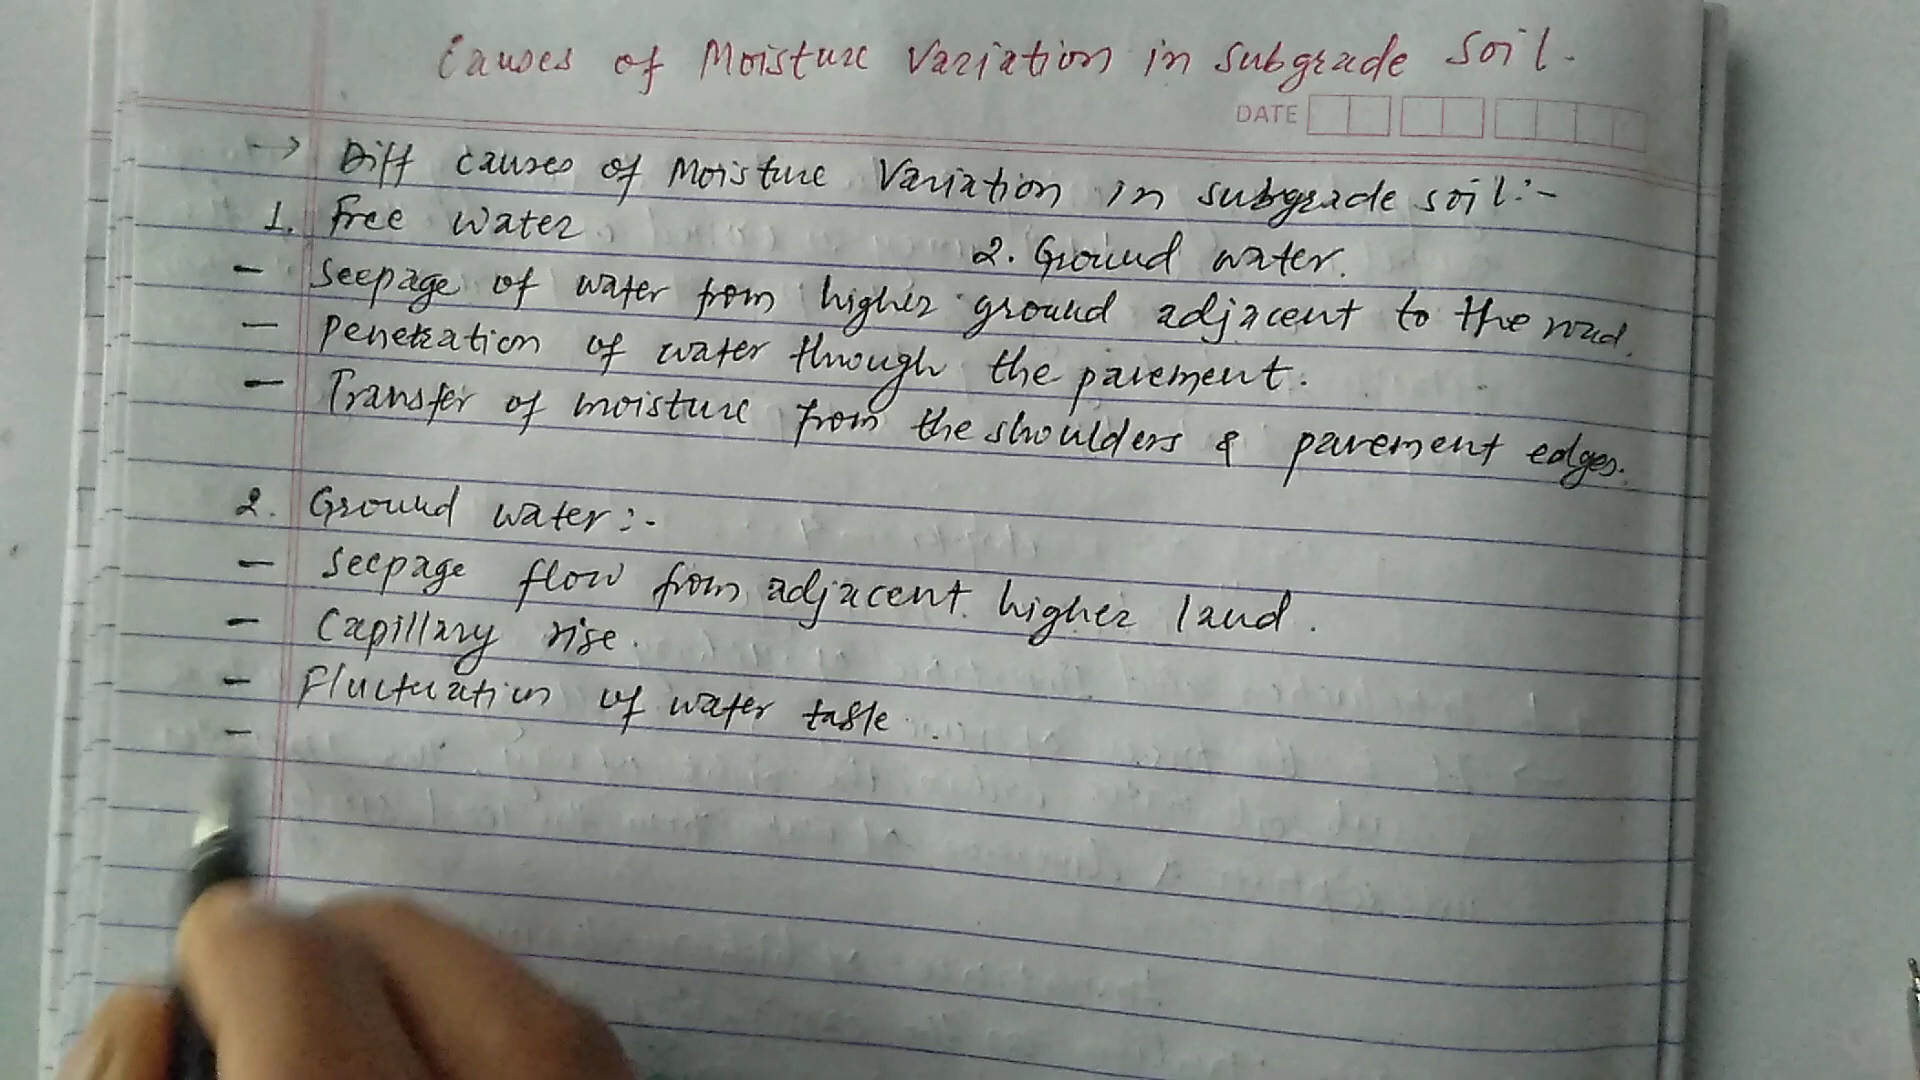 Causes of Moisture Variation in subgrade soil.
DATE
→ Diff causes of Moisture Variation in subgrade soil:-
1. Free water 2. Ground water.
- Seepage of water from higher ground adjacent to the road.
- penetration of water through the pavement.
- Transfer of moisture from the shoulders & pavement edges.
2. Ground water:-
- Seepage flow from adjacent higher land.
- Capillary rise.
- Fluctuation of water table.
-